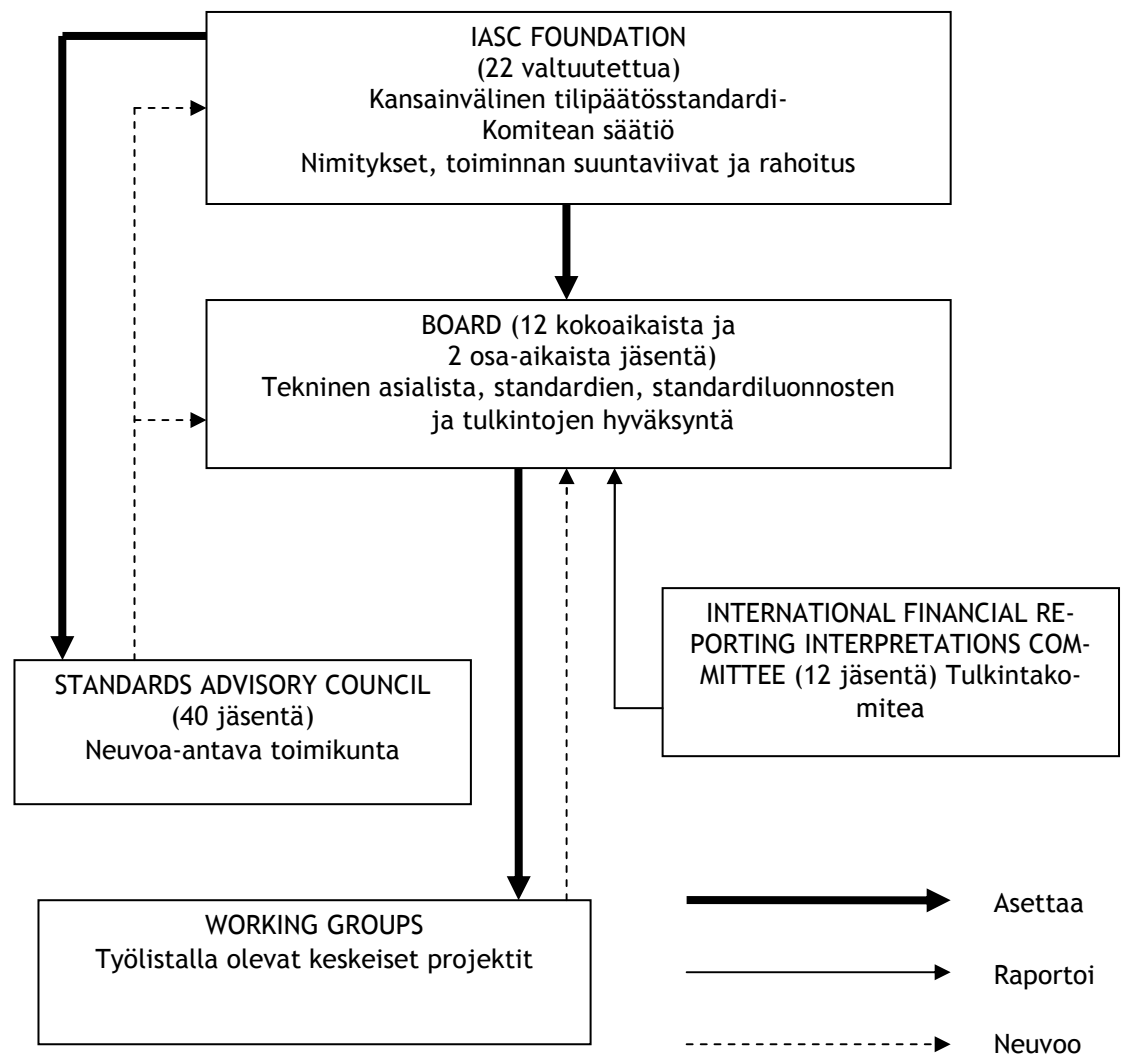 IASC FOUNDATION
(22 valtuutettua)
Kansainvälinen tilipäätösstandardi-
Komitean säätiö
Nimitykset, toiminnan suuntaviivat ja rahoitus
BOARD (12 kokoaikaista ja
2 osa-aikaista jäsentä)
Tekninen asialista, standardien, standardiluonnosten
ja tulkintojen hyväksyntä
INTERNATIONAL FINANCIAL RE-
PORTING INTERPRETATIONS COM-
MITTEE (12 jäsentä) Tulkintako-
mitea
STANDARDS ADVISORY COUNCIL
(40 jäsentä)
Neuvoa-antava toimikunta
WORKING GROUPS
Työlistalla olevat keskeiset projektit
Asettaa
Raportoi
Neuvoo